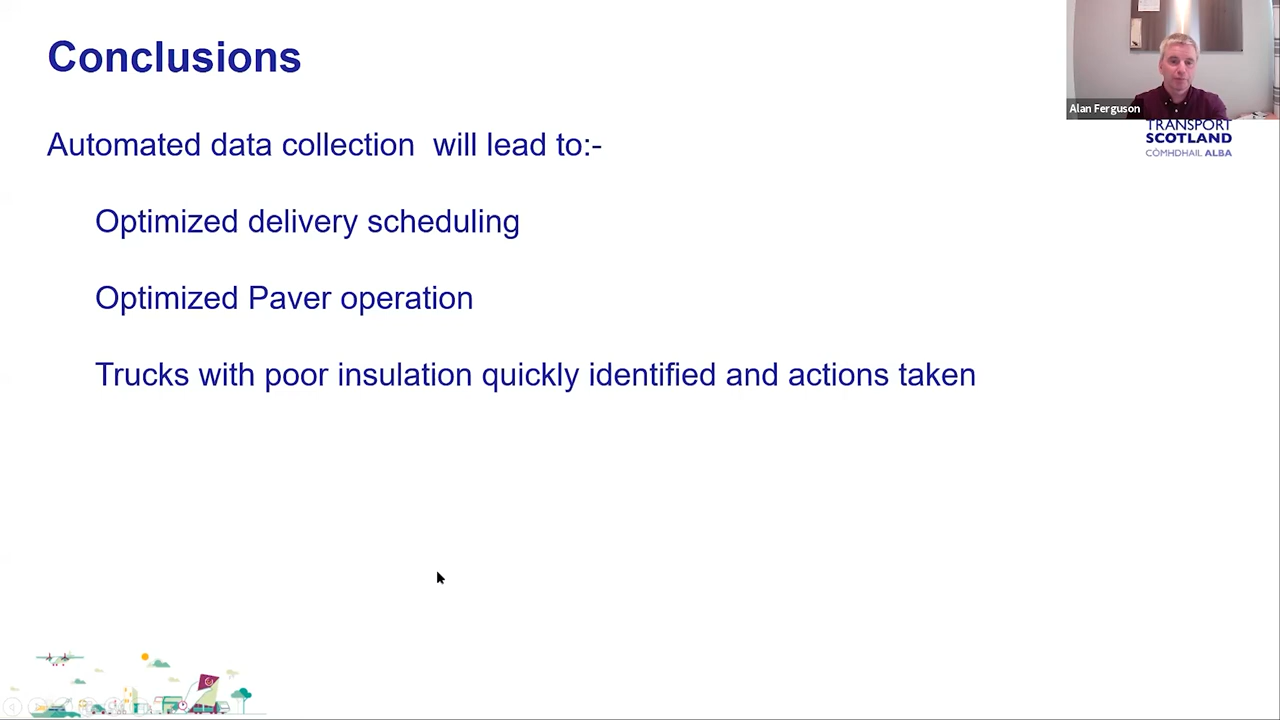 Conclusions
Alan Ferguson
TRANSPORT
SCOTLAND
CÒMHDHAIL ALBA
Automated data collection  will lead to:-
Optimized delivery scheduling
Optimized Paver operation
Trucks with poor insulation quickly identified and actions taken